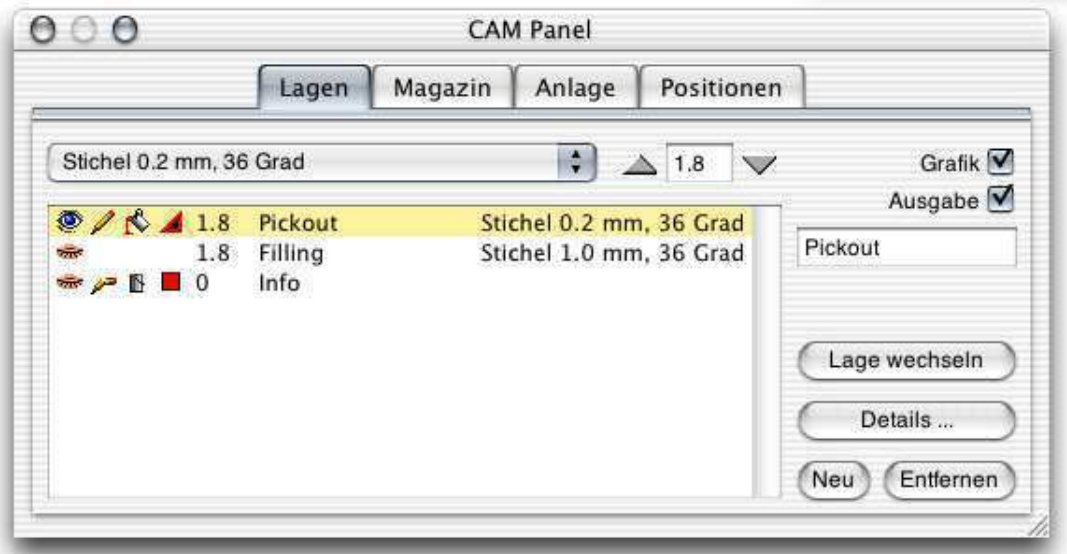 CAM Panel
Lagen Magazin Anlage Positionen
Stichel 0.2 mm, 36 Grad 1.8 Grafik
Ausgabe
1.8 Pickout Stichel 0.2 mm, 36 Grad
1.8 Filling Stichel 1.0 mm, 36 Grad
0 Info
Pickout
Lage wechseln
Details ...
Neu Entfernen